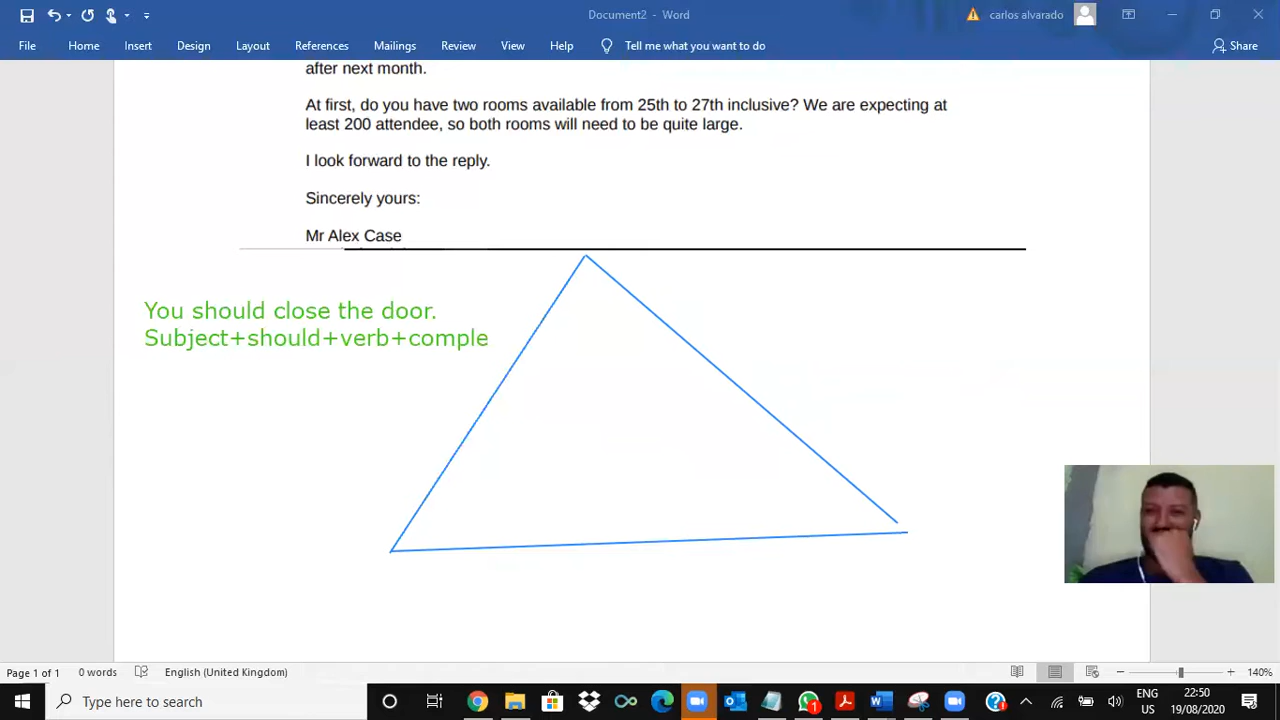 Document2 - Word
carlos alvarado
File Home Insert Design Layout References Mailings Review View Help Tell me what you want to do Share
after next month.
At first, do you have two rooms available from 25th to 27th inclusive? We are expecting at
least 200 attendee, so both rooms will need to be quite large.
I look forward to the reply.
Sincerely yours:
Mr Alex Case
You should close the door.
Subject+should+verb+comple
Page 1 of 1 0 words English (United Kingdom) 140%
Type here to search
1
ENG 22:50
US 19/08/2020